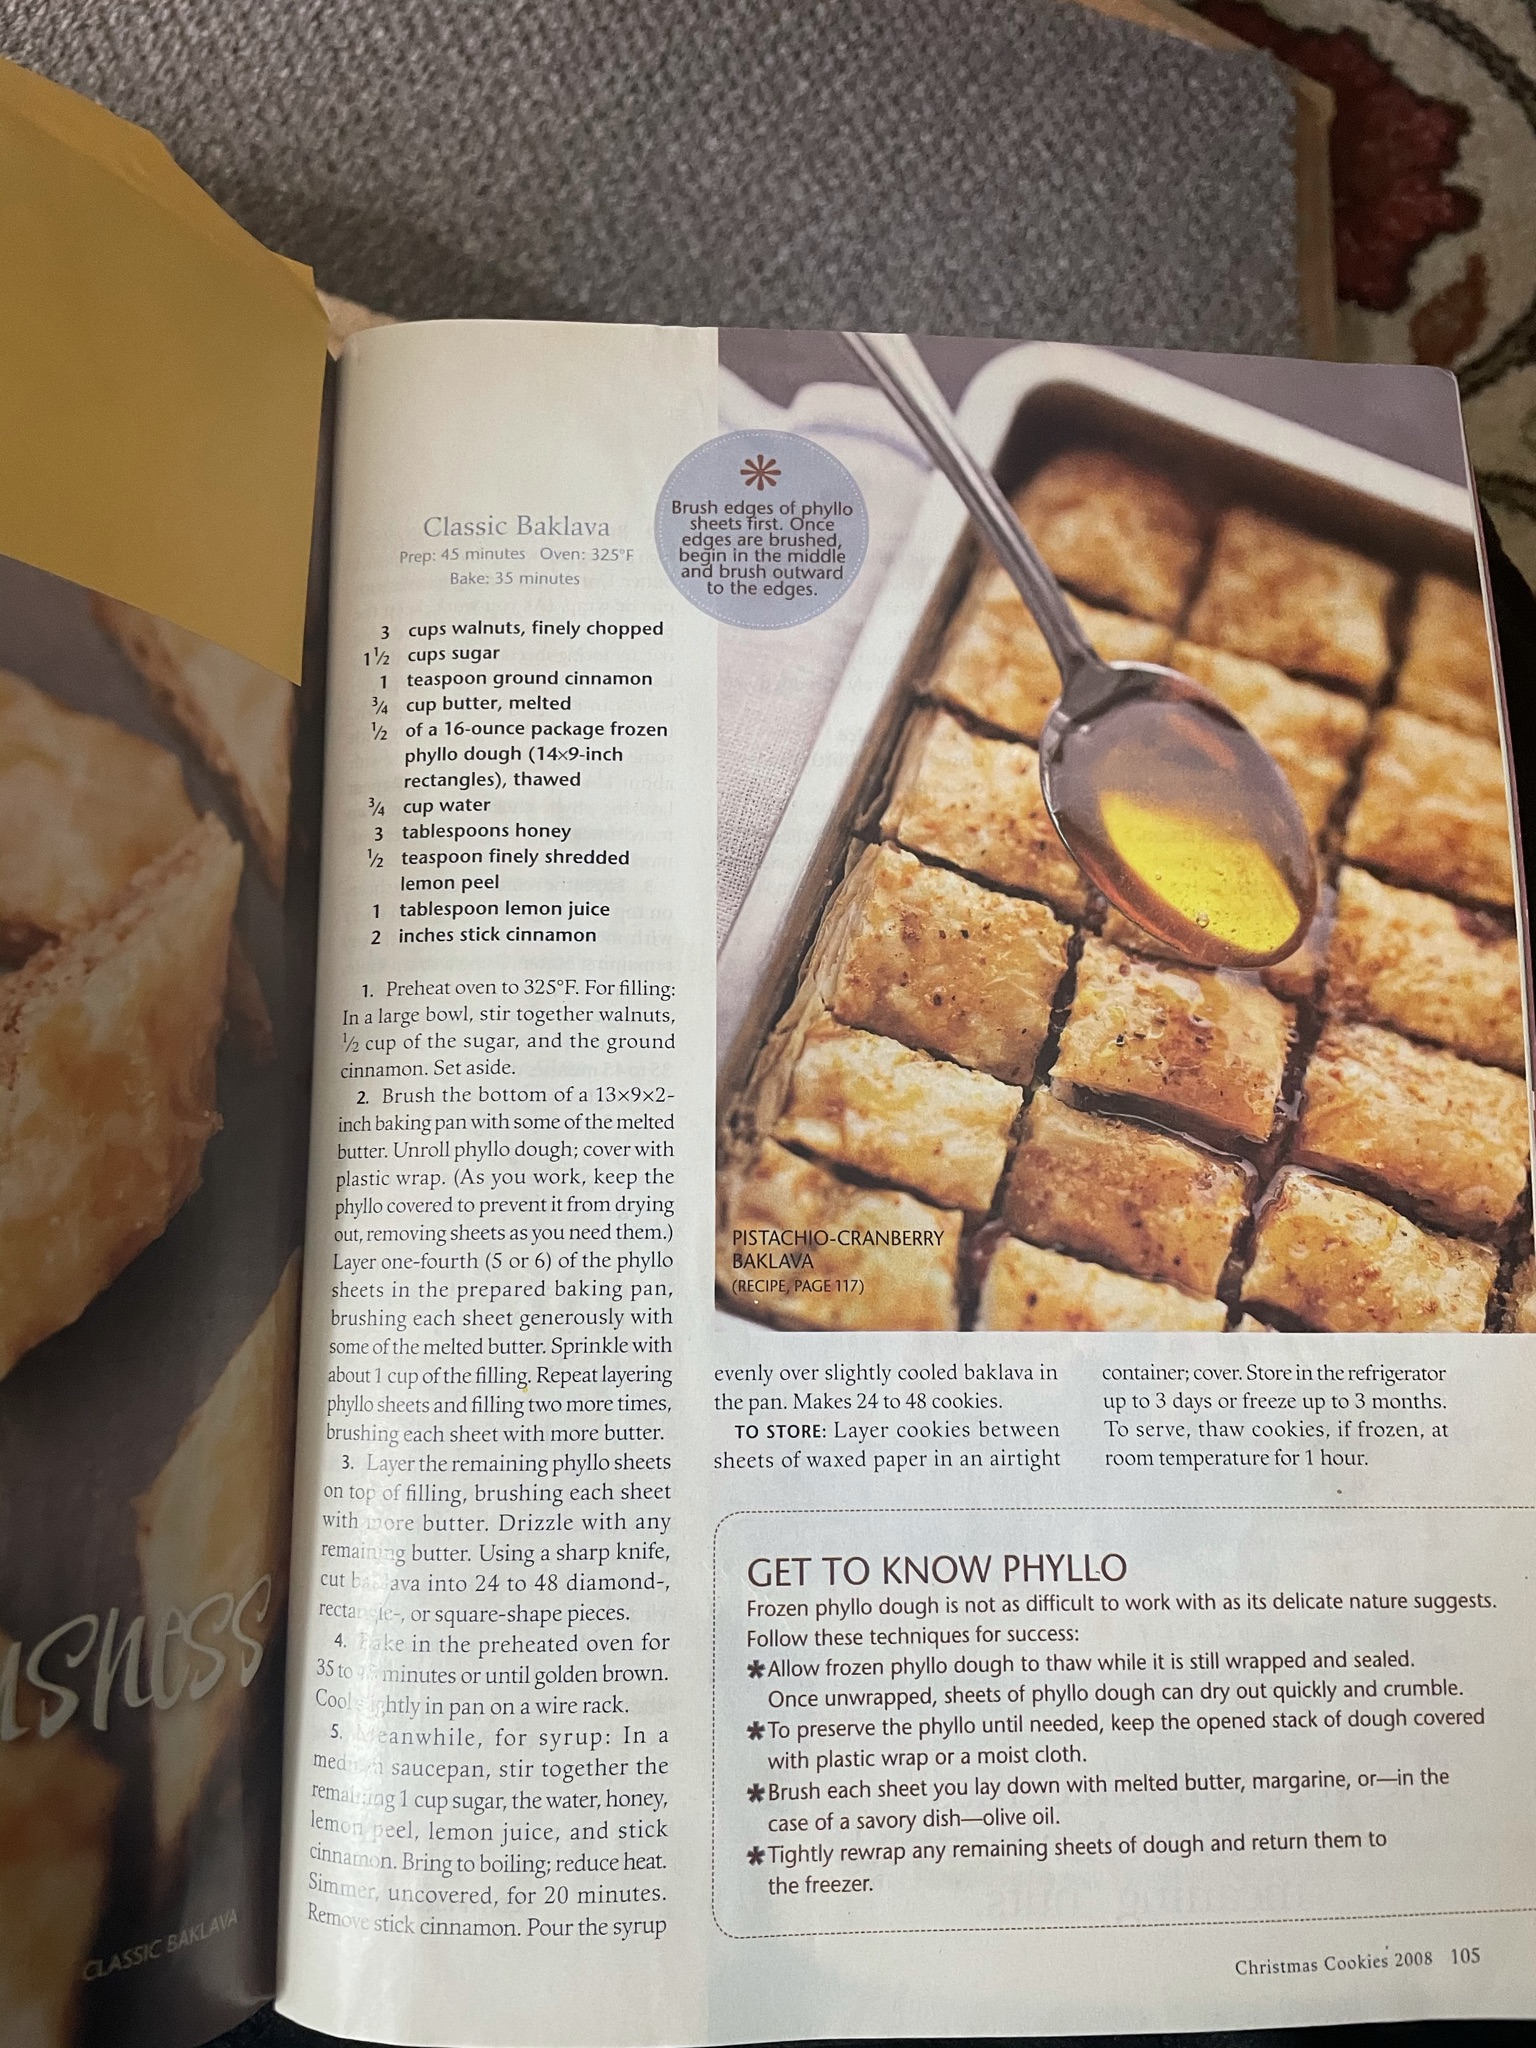 usness
CLASSIC BAKLAVA
Classic Baklava
Prep: 45 minutes Oven: 325°F
Bake: 35 minutes
3 cups walnuts, finely chopped
1½ cups sugar
1 teaspoon ground cinnamon
¾ cup butter, melted
½ of a 16-ounce package frozen
phyllo dough (14×9-inch
rectangles), thawed
¾ cup water
3 tablespoons honey
½ teaspoon finely shredded
lemon peel
1 tablespoon lemon juice
2 inches stick cinnamon
1. Preheat oven to 325°F. For filling:
In a large bowl, stir together walnuts,
½ cup of the sugar, and the ground
cinnamon. Set aside.
2. Brush the bottom of a 13×9×2-
inch baking pan with some of the melted
butter. Unroll phyllo dough; cover with
plastic wrap. (As you work, keep the
phyllo covered to prevent it from drying
out, removing sheets as you need them.)
Layer one-fourth (5 or 6) of the phyllo
sheets in the prepared baking pan,
brushing each sheet generously with
some of the melted butter. Sprinkle with
about 1 cup of the filling. Repeat layering
phyllo sheets and filling two more times,
brushing each sheet with more butter.
3. Layer the remaining phyllo sheets
on top of filling, brushing each sheet
with more butter. Drizzle with any
remaining butter. Using a sharp knife,
cut baklava into 24 to 48 diamond-,
rectangle-, or square-shape pieces.
4. Bake in the preheated oven for
35 to minutes or until golden brown.
Cool slightly in pan on a wire rack.
5. Meanwhile, for syrup: In a
medium saucepan, stir together the
remaining 1 cup sugar, the water, honey,
lemon peel, lemon juice, and stick
cinnamon. Bring to boiling; reduce heat.
Simmer, uncovered, for 20 minutes.
Remove stick cinnamon. Pour the syrup
evenly over slightly cooled baklava in
the pan. Makes 24 to 48 cookies.
TO STORE: Layer cookies between
sheets of waxed paper in an airtight
container; cover. Store in the refrigerator
up to 3 days or freeze up to 3 months.
To serve, thaw cookies, if frozen, at
room temperature for 1 hour.
Brush edges of phyllo
sheets first. Once
edges are brushed,
begin in the middle
and brush outward
to the edges.
PISTACHIO-CRANBERRY
BAKLAVA
(RECIPE, PAGE 117)
GET TO KNOW PHYLLO
Frozen phyllo dough is not as difficult to work with as its delicate nature suggests.
Follow these techniques for success:
* Allow frozen phyllo dough to thaw while it is still wrapped and sealed.
Once unwrapped, sheets of phyllo dough can dry out quickly and crumble.
* To preserve the phyllo until needed, keep the opened stack of dough covered
with plastic wrap or a moist cloth.
* Brush each sheet you lay down with melted butter, margarine, or—in the
case of a savory dish—olive oil.
* Tightly rewrap any remaining sheets of dough and return them to
the freezer.
Christmas Cookies 2008 105